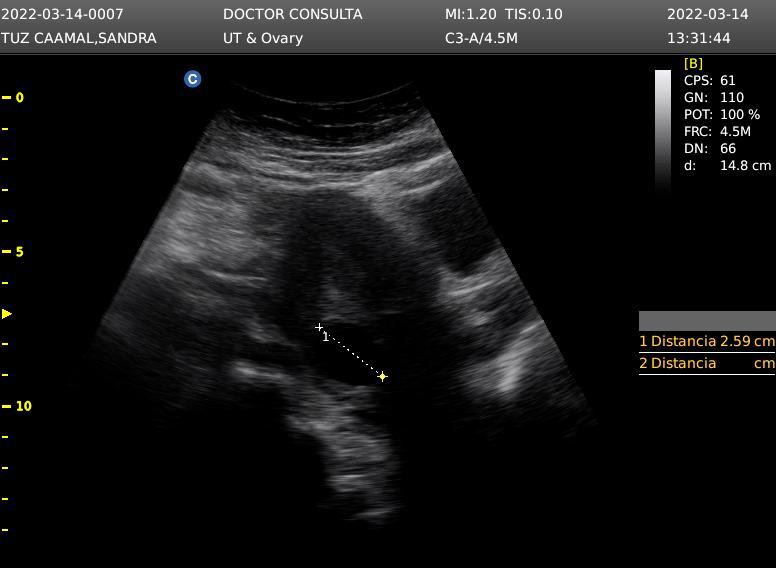 2022-03-14-0007 DOCTOR CONSULTA MI:1.20 TIS:0.10 2022-03-14
TUZ CAAMAL,SANDRA UT & Ovary C3-A/4.5M 13:31:44
C
[B]
CPS: 61
GN: 110
POT: 100 %
FRC: 4.5M
DN: 66
d: 14.8 cm
0
5
10
1
1 Distancia 2.59 cm
2 Distancia cm